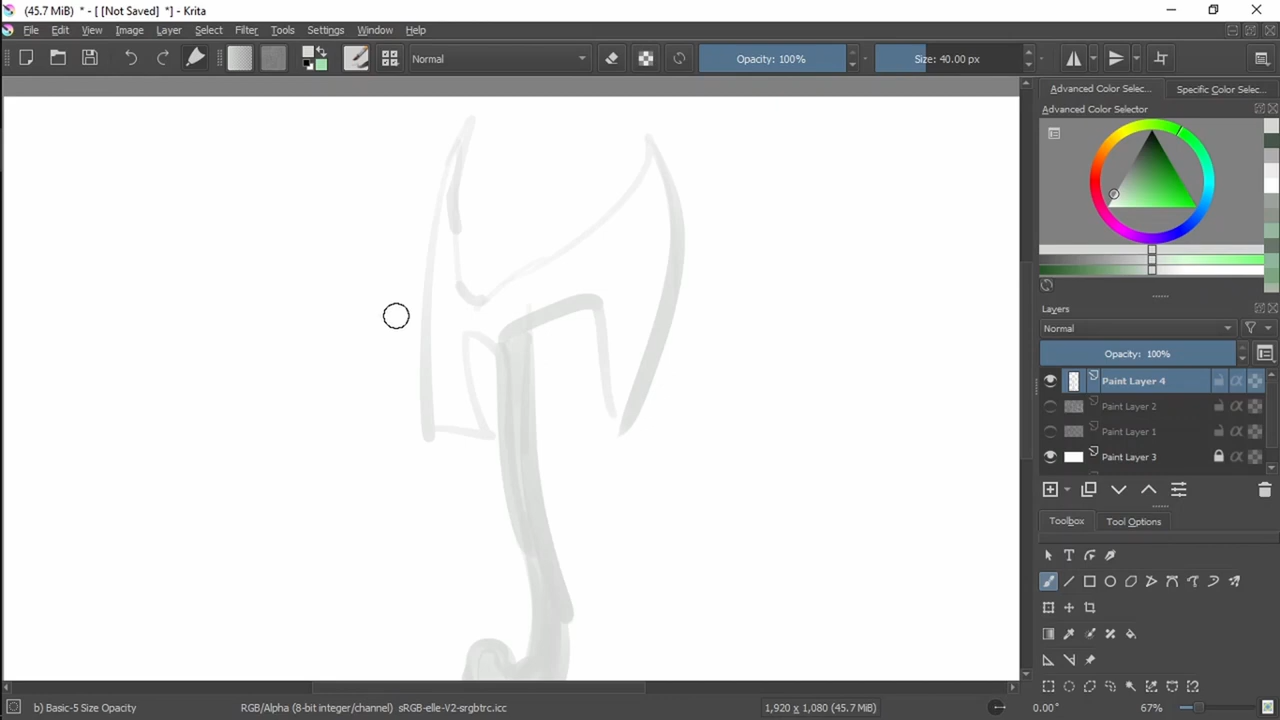 (45.7 MiB) * - [ [Not Saved] *] - Krita
File Edit View Image Layer Select Filter Tools Settings Window Help
Normal Opacity: 100% Size: 40.00 px
Advanced Color Selec... Specific Color Selec...
Advanced Color Selector
Layers
Normal
Opacity: 100%
Paint Layer 4
Paint Layer 2
Paint Layer 1
Paint Layer 3
Toolbox Tool Options
T
b) Basic-5 Size Opacity RGB/Alpha (8-bit integer/channel) sRGB-elle-V2-srgbtrc.icc 1,920 x 1,080 (45.7 MiB) 0.00° 67%